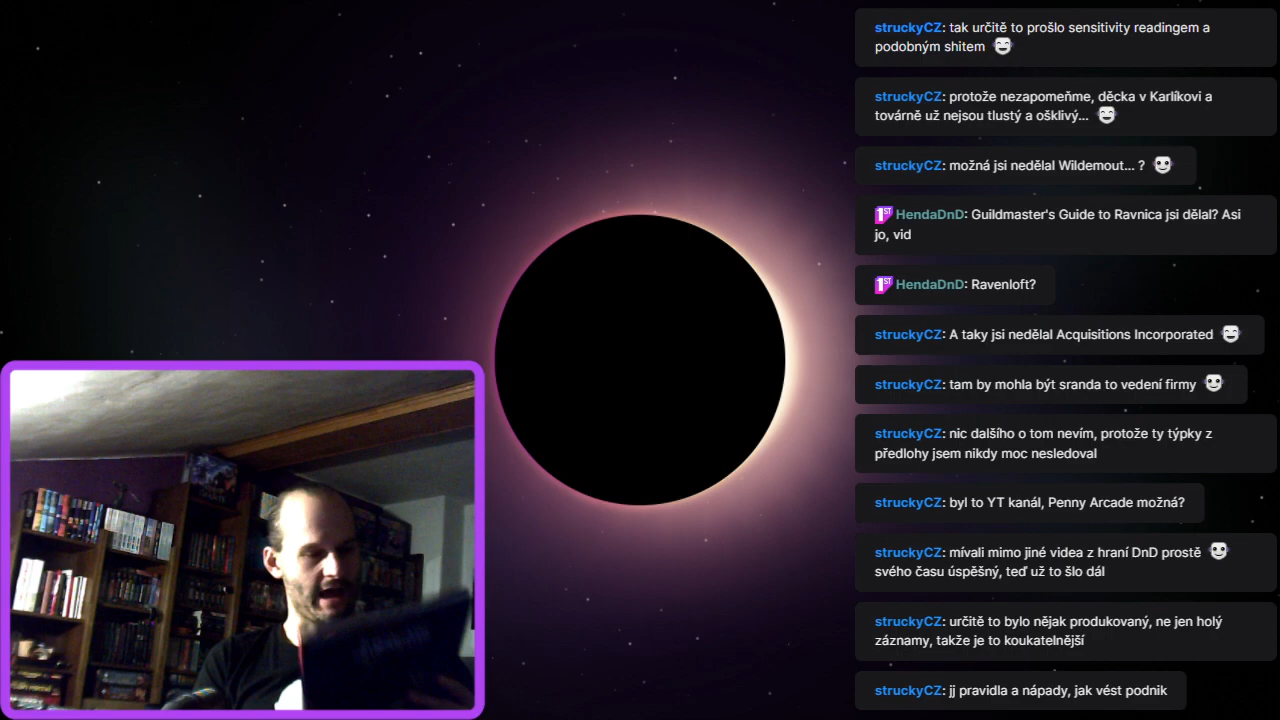 struckyCZ: tak určitě to prošlo sensitivity readingem a
podobným shitem
struckyCZ: protože nezapomeňme, děcka v Karlíkovi a
továrně už nejsou tlustý a ošklivý...
struckyCZ: možná jsi nedělal Wildemout... ?
1ST HendaDnD: Guildmaster's Guide to Ravnica jsi dělal? Asi
jo, vid
1ST HendaDnD: Ravenloft?
struckyCZ: A taky jsi nedělal Acquisitions Incorporated
struckyCZ: tam by mohla být sranda to vedení firmy
struckyCZ: nic dalšího o tom nevím, protože ty týpky z
předlohy jsem nikdy moc nesledoval
struckyCZ: byl to YT kanál, Penny Arcade možná?
struckyCZ: mívali mimo jiné videa z hraní DnD prostě
svého času úspěšný, teď už to šlo dál
struckyCZ: určitě to bylo nějak produkovaný, ne jen holý
záznamy, takže je to koukatelnější
struckyCZ: jj pravidla a nápady, jak vést podnik